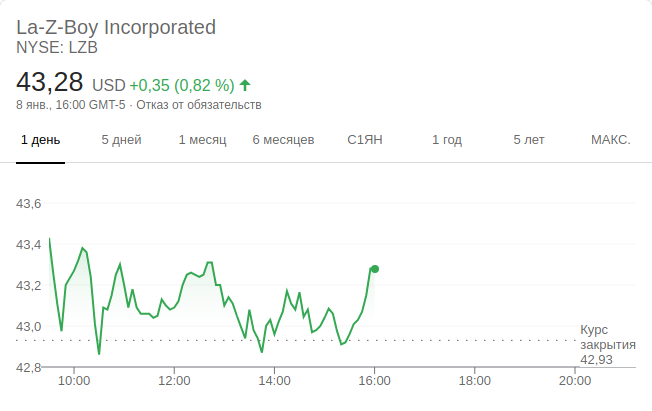 La-Z-Boy Incorporated
NYSE: LZB
43,28 USD +0,35 (0,82 %)
8 янв., 16:00 GMT-5 · Отказ от обязательств
1 день 5 дней 1 месяц 6 месяцев С1ЯН 1 год 5 лет МАКС.
43,6
43,4
43,2
43,0
Курс
закрытия
42,93
42,8
10:00 12:00 14:00 16:00 18:00 20:00